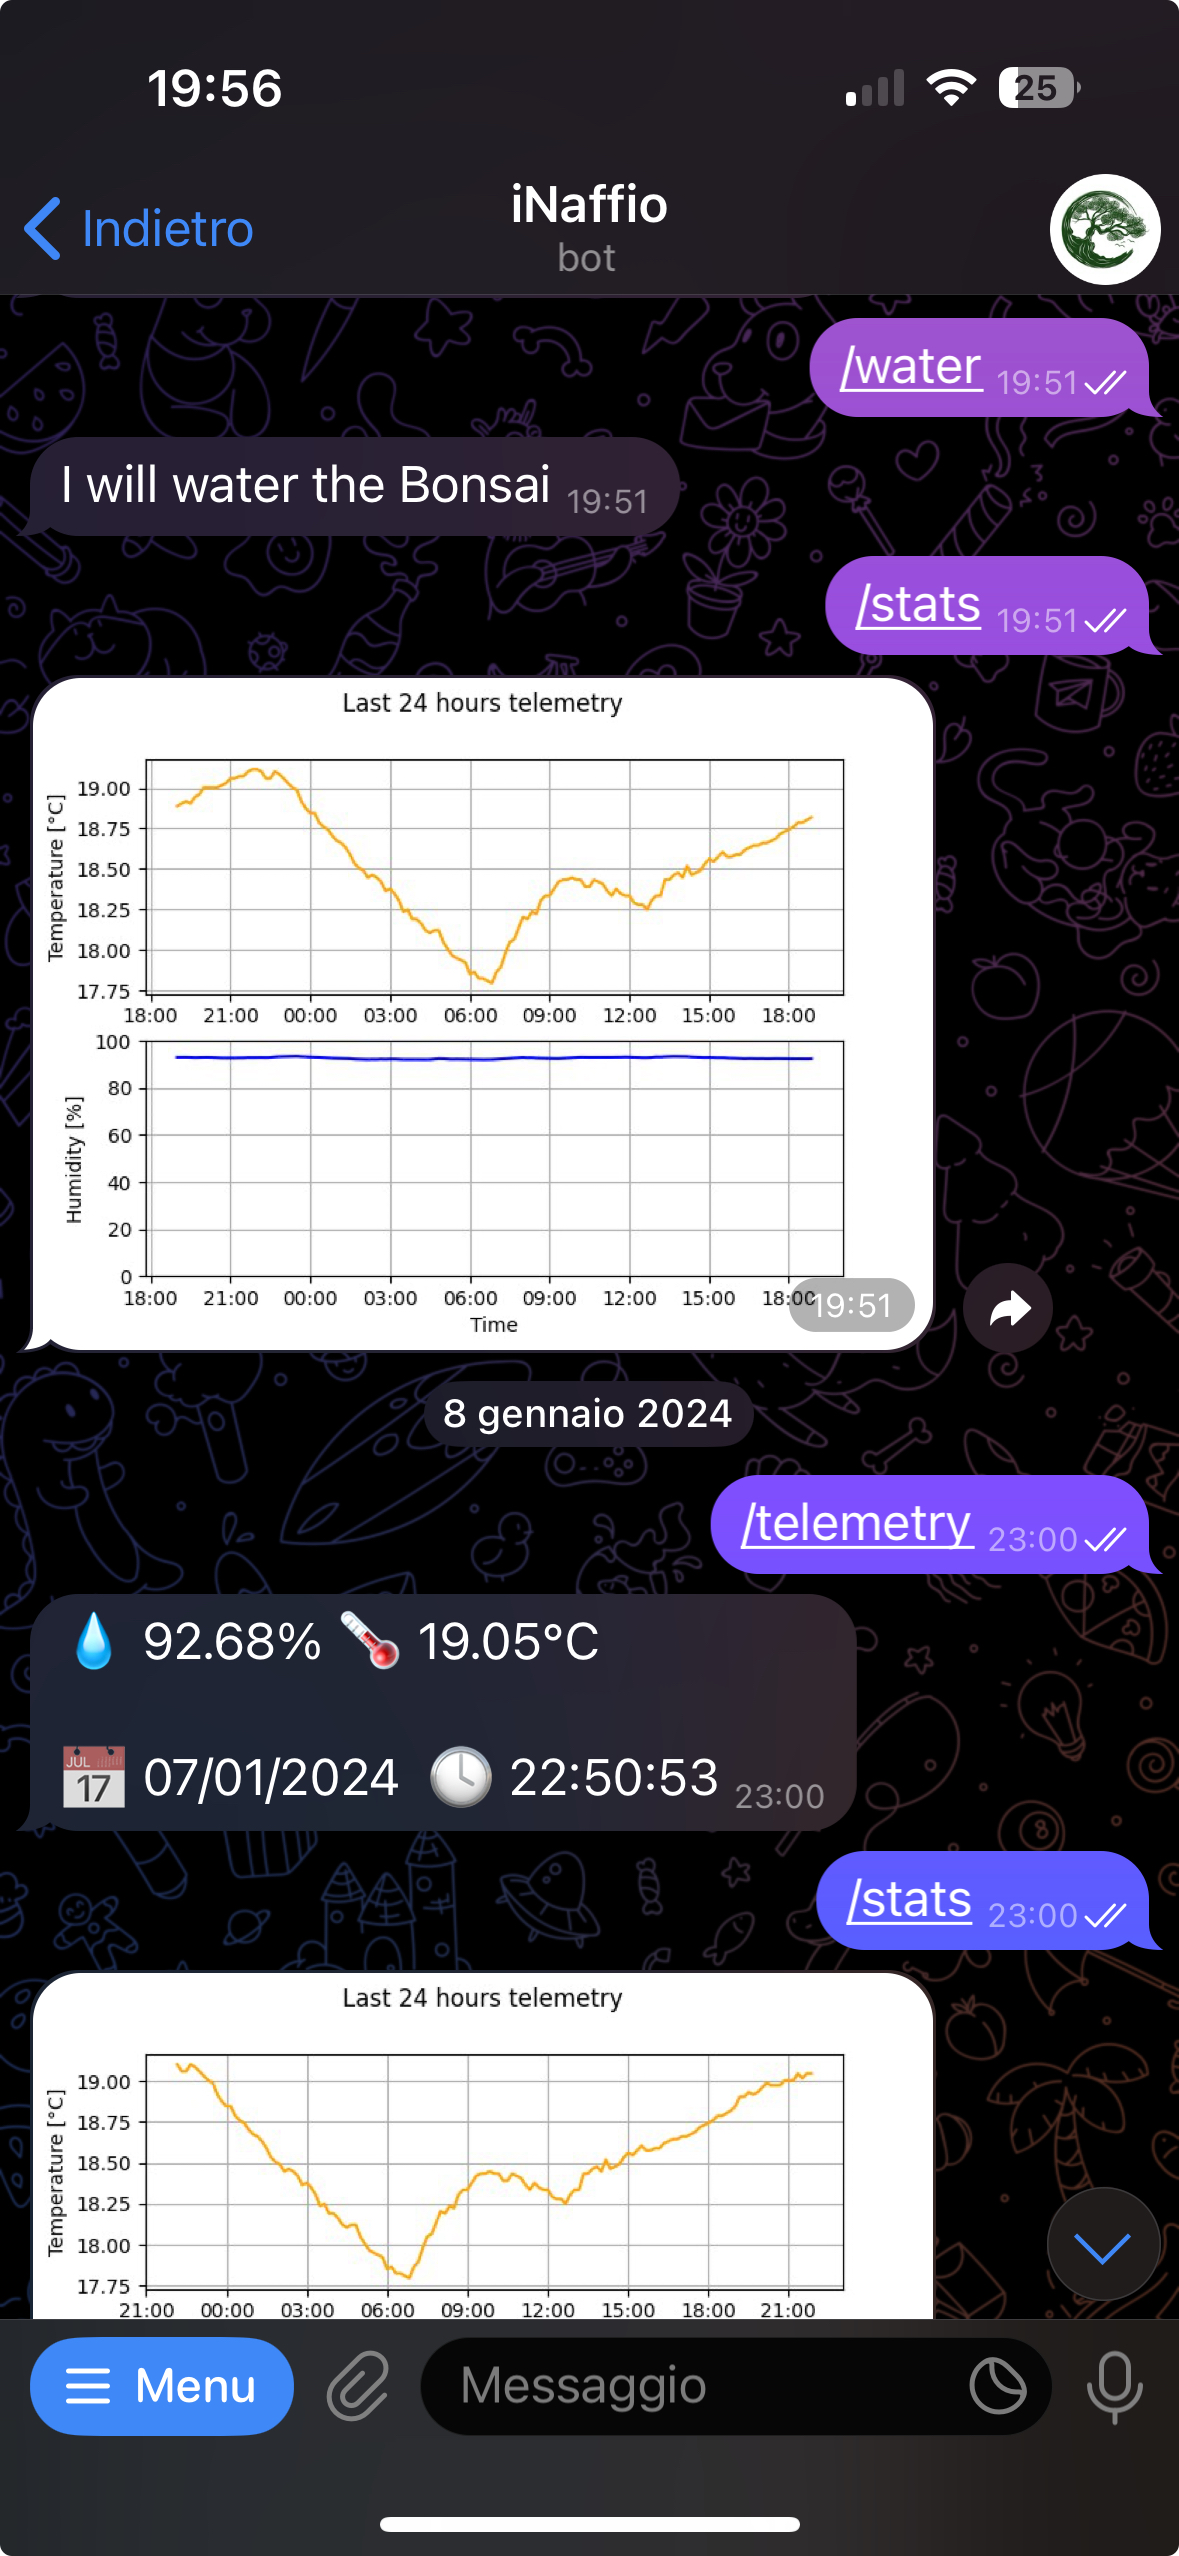 19:56
25
Indietro
iNaffio
bot
/water 19:51
I will water the Bonsai 19:51
/stats 19:51
Last 24 hours telemetry
Temperature [°C]
19.00
18.75
18.50
18.25
18.00
17.75
18:00 21:00 00:00 03:00 06:00 09:00 12:00 15:00 18:00
Humidity [%]
100
80
60
40
20
0
18:00 21:00 00:00 03:00 06:00 09:00 12:00 15:00 18:00
Time
19:51
8 gennaio 2024
/telemetry 23:00
92.68% 19.05°C
JUL
17
07/01/2024 22:50:53 23:00
/stats 23:00
Last 24 hours telemetry
Temperature [°C]
19.00
18.75
18.50
18.25
18.00
17.75
21:00 00:00 03:00 06:00 09:00 12:00 15:00 18:00 21:00
Menu
Messaggio